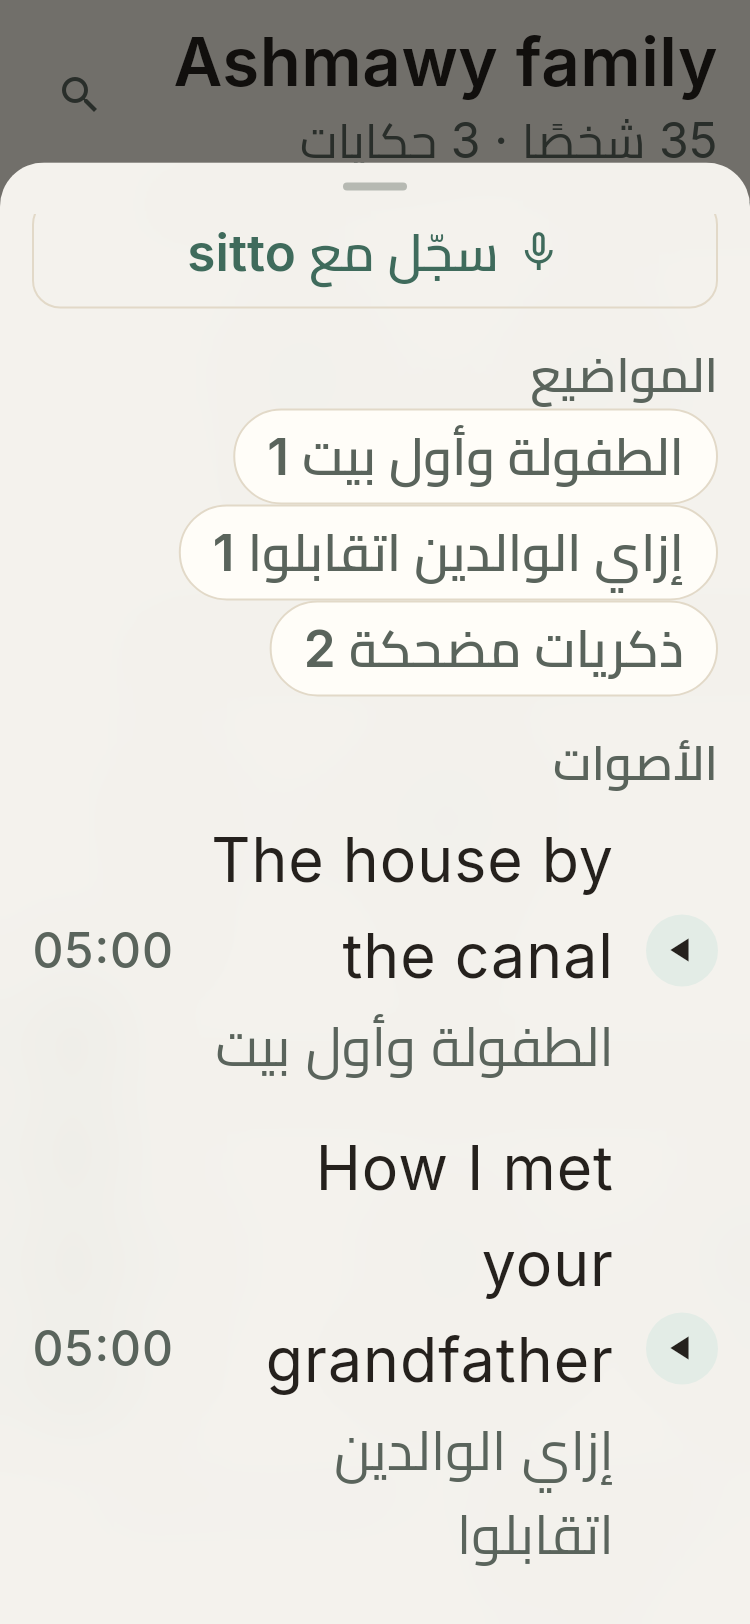 Ashmawy family
35 شخصًا · 3 حكايات
سجّل مع sitto
المواضيع
الطفولة وأول بيت 1
إزاي الوالدين اتقابلوا 1
ذكريات مضحكة 2
الأصوات
The house by
the canal
05:00
الطفولة وأول بيت
How I met
your
grandfather
05:00
إزاي الوالدين
اتقابلوا